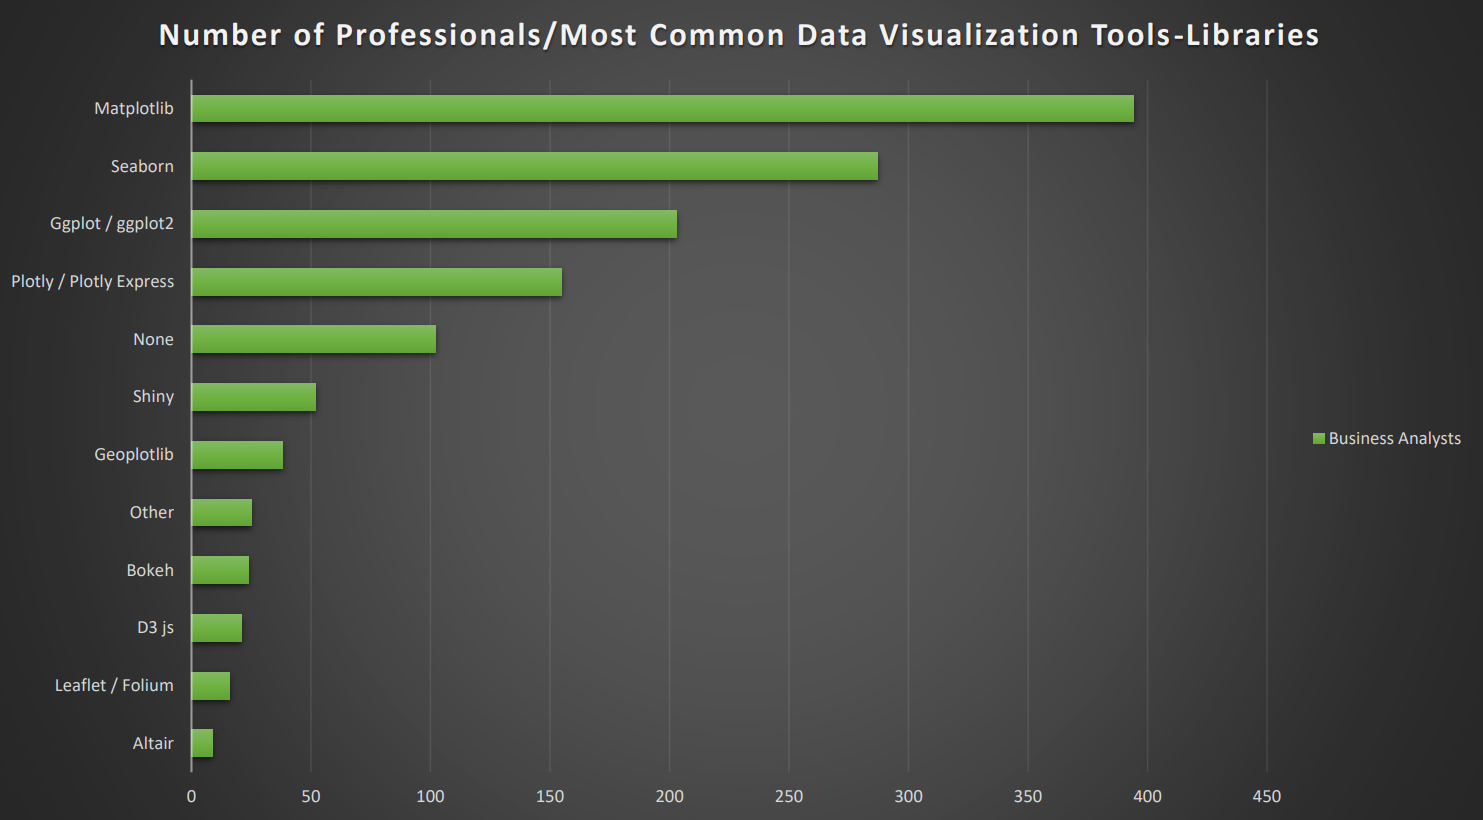 Number of Professionals/Most Common Data Visualization Tools-Libraries
Matplotlib
Seaborn
Ggplot / ggplot2
Plotly / Plotly Express
None
Shiny
Geoplotlib
Other
Bokeh
D3 js
Leaflet / Folium
Altair
0 50 100 150 200 250 300 350 400 450
Business Analysts